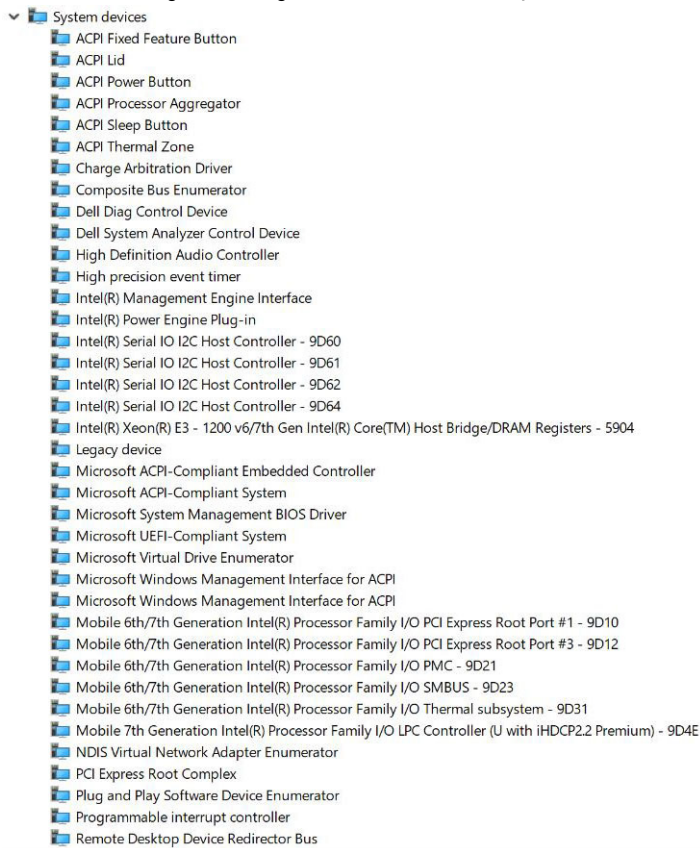 System devices
ACPI Fixed Feature Button
ACPI Lid
ACPI Power Button
ACPI Processor Aggregator
ACPI Sleep Button
ACPI Thermal Zone
Charge Arbitration Driver
Composite Bus Enumerator
Dell Diag Control Device
Dell System Analyzer Control Device
High Definition Audio Controller
High precision event timer
Intel(R) Management Engine Interface
Intel(R) Power Engine Plug-in
Intel(R) Serial IO I2C Host Controller - 9D60
Intel(R) Serial IO I2C Host Controller - 9D61
Intel(R) Serial IO I2C Host Controller - 9D62
Intel(R) Serial IO I2C Host Controller - 9D64
Intel(R) Xeon(R) E3 - 1200 v6/7th Gen Intel(R) Core(TM) Host Bridge/DRAM Registers - 5904
Legacy device
Microsoft ACPI-Compliant Embedded Controller
Microsoft ACPI-Compliant System
Microsoft System Management BIOS Driver
Microsoft UEFI-Compliant System
Microsoft Virtual Drive Enumerator
Microsoft Windows Management Interface for ACPI
Microsoft Windows Management Interface for ACPI
Mobile 6th/7th Generation Intel(R) Processor Family I/O PCI Express Root Port #1 - 9D10
Mobile 6th/7th Generation Intel(R) Processor Family I/O PCI Express Root Port #3 - 9D12
Mobile 6th/7th Generation Intel(R) Processor Family I/O PMC - 9D21
Mobile 6th/7th Generation Intel(R) Processor Family I/O SMBUS - 9D23
Mobile 6th/7th Generation Intel(R) Processor Family I/O Thermal subsystem - 9D31
Mobile 7th Generation Intel(R) Processor Family I/O LPC Controller (U with iHDCP2.2 Premium) - 9D4E
NDIS Virtual Network Adapter Enumerator
PCI Express Root Complex
Plug and Play Software Device Enumerator
Programmable interrupt controller
Remote Desktop Device Redirector Bus